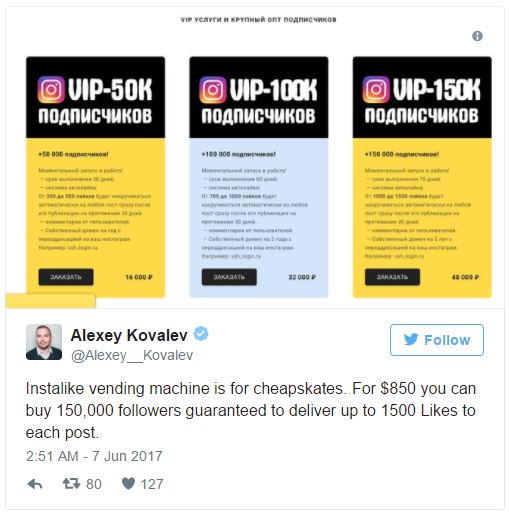 VIP УСЛУГИ И КРУПНЫЙ ОПТ ПОДПИСЧИКОВ
VIP-50K
ПОДПИСЧИКОВ
+50 000 подписчиков!
Моментальный запуск в работу!
— срок выполнения 30 дней;
— система автолайки;
От 300 до 500 лайков будет
накручиваться
автоматически на любой
пост сразу после его
публикации на протяжении 30 дней.
— комментарии от пользователей.
— Собственный домен на год с
переадресацией на ваш инстаграм.
Например: vah_login.ru
ЗАКАЗАТЬ
16 000 ₽
VIP-100K
ПОДПИСЧИКОВ
+100 000 подписчиков!
Моментальный запуск в работу!
— срок выполнения 60 дней;
— система автолайки;
От 700 до 1000 лайков будет
накручиваться автоматически на любой
пост сразу после его публикации на
протяжении 30 дней.
— комментарии от пользователей.
— Собственный домен на 2 года с
переадресацией на ваш инстаграм.
Например: vah_login.ru
ЗАКАЗАТЬ
32 000 ₽
VIP-150K
ПОДПИСЧИКОВ
+150 000 подписчиков!
Моментальный запуск в работу!
— срок выполнения 70 дней;
— система автолайки;
От 1000 до 1500 лайков будет
накручиваться автоматически на любой
пост сразу после его публикации на
протяжении 30 дней.
— комментарии от пользователей.
— Собственный домен на 5 лет с
переадресацией на ваш инстаграм.
Например: vah_login.ru
ЗАКАЗАТЬ
48 000 ₽
Alexey Kovalev
@Alexey__Kovalev
Follow
Instalike vending machine is for cheapskates. For $850 you can
buy 150,000 followers guaranteed to deliver up to 1500 Likes to
each post.
2:51 AM - 7 Jun 2017
80
127